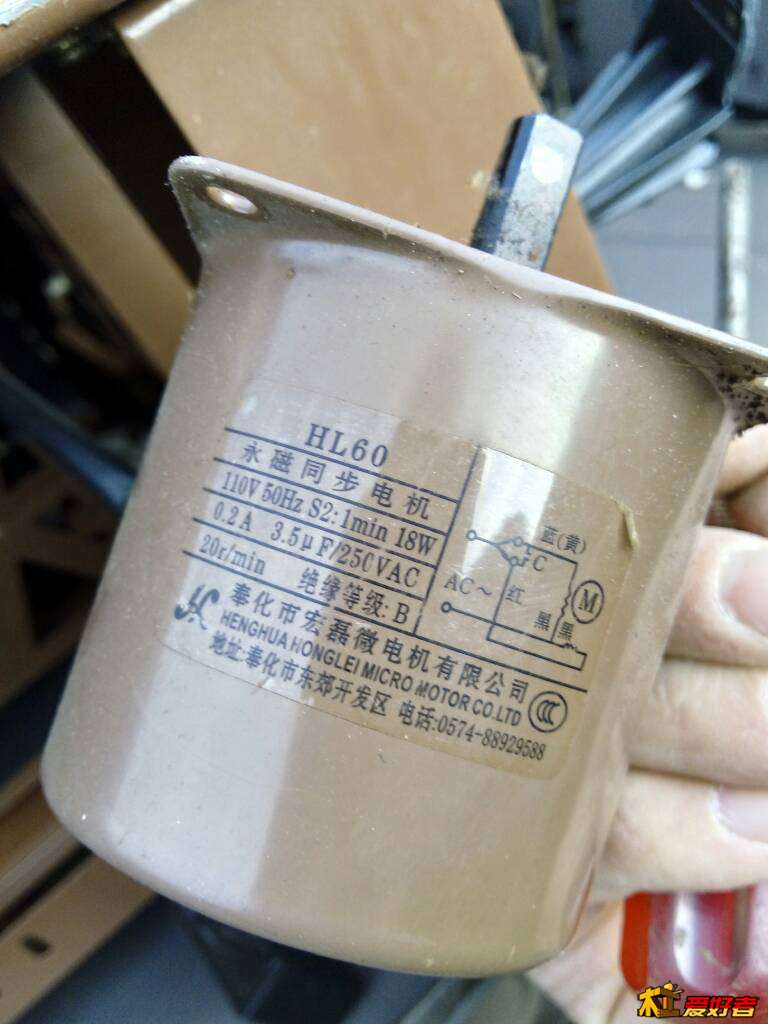 HL60
永磁同步电机
110V 50Hz S2:1min 18W
0.2A 3.5μF/250VAC
20r/min 绝缘等级:B
蓝(黄)
C
AC～ 红 黑 黑 M
奉化市宏磊微电机有限公司
HENGHUA HONGLEI MICRO MOTOR CO.LTD
地址:奉化市东郊开发区 电话:0574-88929588
CCC
杠爱好者